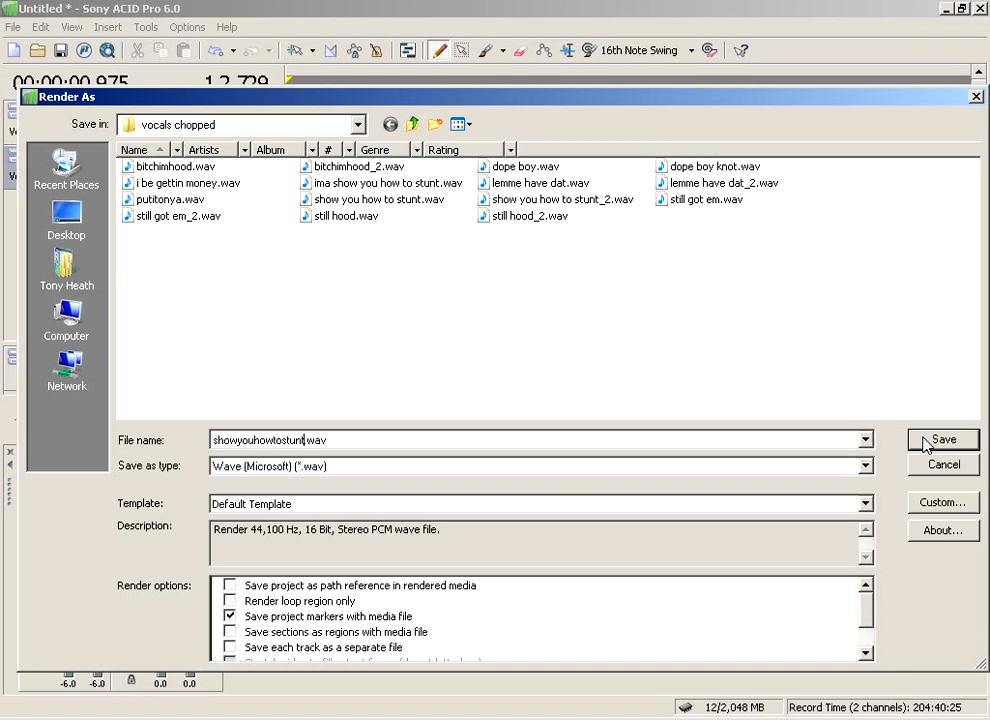 Untitled * - Sony ACID Pro 6.0
File Edit View Insert Tools Options Help
16th Note Swing
00:00:00.975 1.2.729
Render As
Save in: vocals chopped
Name Artists Album # Genre Rating
bitchimhood.wav bitchimhood_2.wav dope boy.wav dope boy knot.wav
i be gettin money.wav ima show you how to stunt.wav lemme have dat.wav lemme have dat_2.wav
putitonya.wav show you how to stunt.wav show you how to stunt_2.wav still got em.wav
still got em_2.wav still hood.wav still hood_2.wav
Recent Places
Desktop
Tony Heath
Computer
Network
File name: showyouhowtostunt.wav Save
Save as type: Wave (Microsoft) (*.wav) Cancel
Template: Default Template Custom...
Description: Render 44,100 Hz, 16 Bit, Stereo PCM wave file. About...
Render options: Save project as path reference in rendered media
Render loop region only
Save project markers with media file
Save sections as regions with media file
Save each track as a separate file
-6.0 -6.0 0.0 0.0
12/2,048 MB Record Time (2 channels): 204:40:25